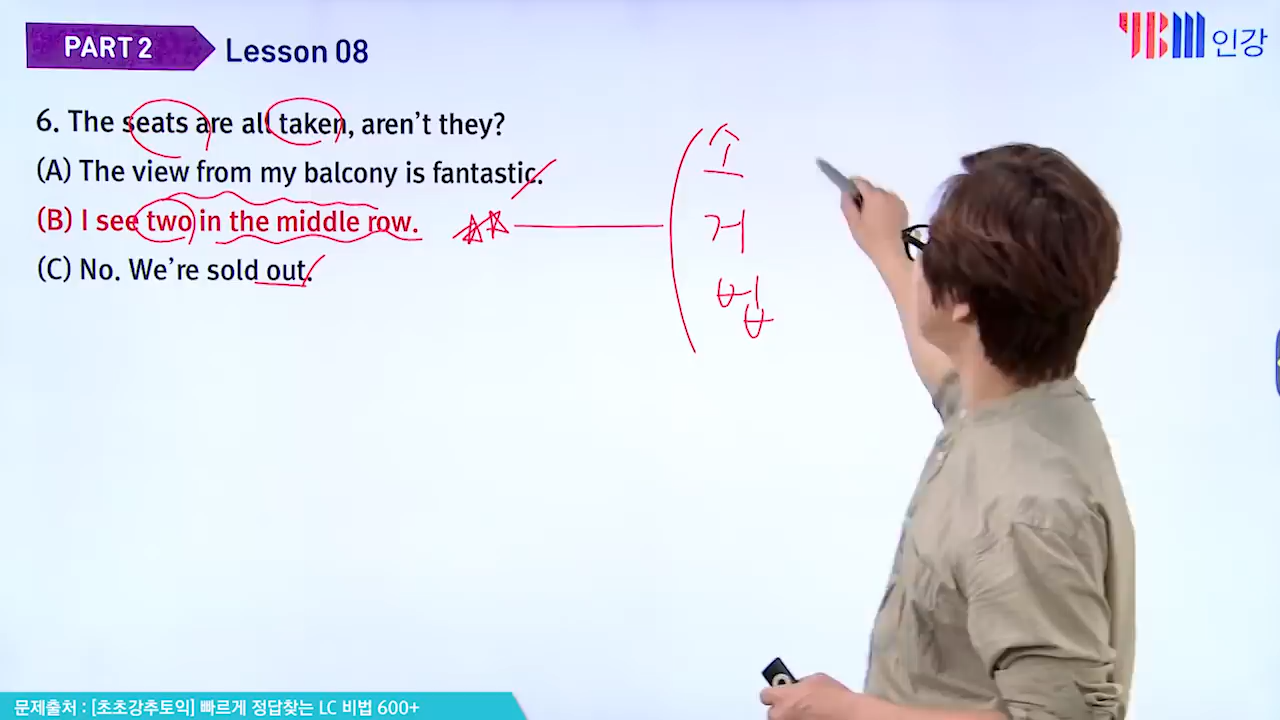 PART 2
Lesson 08
YBM 인강
6. The seats are all taken, aren't they?
(A) The view from my balcony is fantastic.
(B) I see two in the middle row.
(C) No. We're sold out.
소
거
법
문제출처 : [초초강추토익] 빠르게 정답찾는 LC 비법 600+